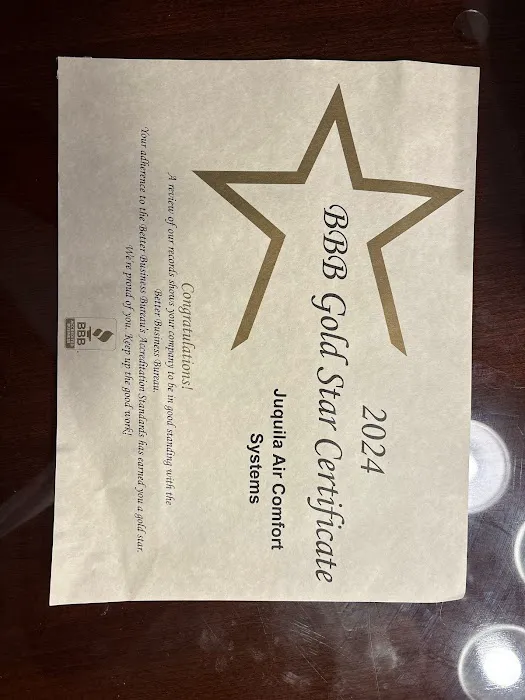 2024
BBB Gold Star Certificate
Juquila Air Comfort
Systems
Congratulations!
A review of our records shows your company to be in good standing with the
Better Business Bureau.
Your adherence to the Better Business Bureau's Accreditation Standards has earned you a gold star.
We're proud of you. Keep up the good work!
BBB